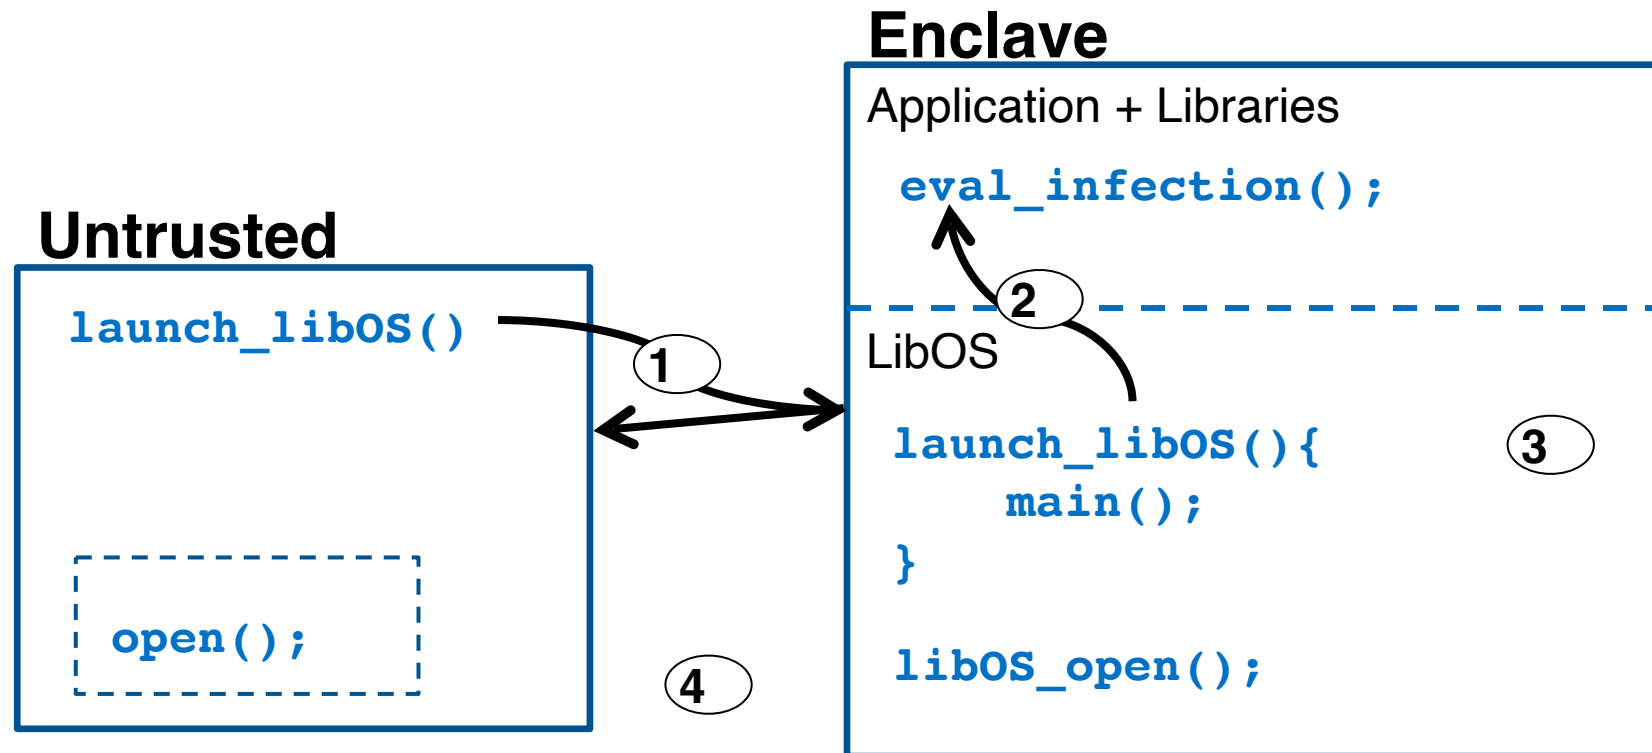 Enclave
Application + Libraries
eval_infection();
Untrusted
launch_libOS()
1
2
LibOS
launch_libOS(){
main();
}
3
open();
4
libOS_open();